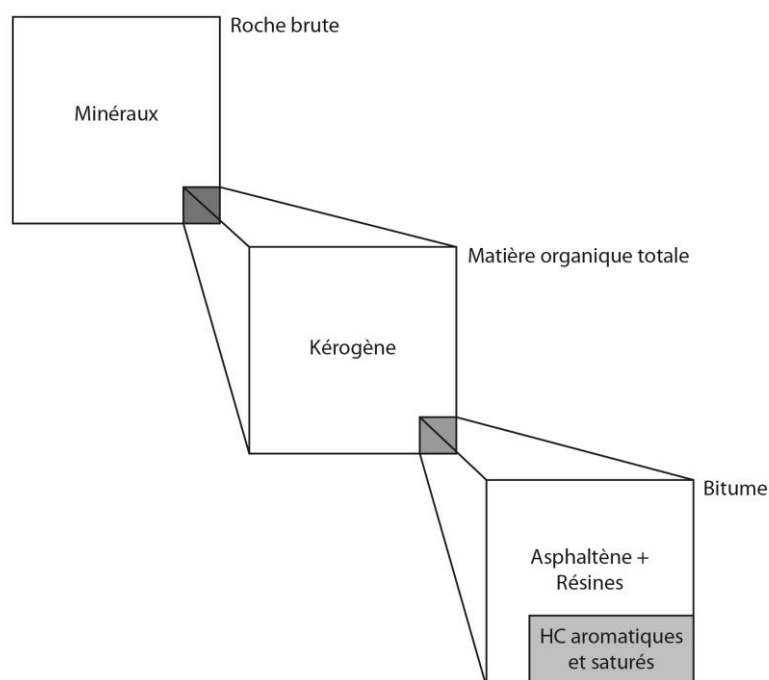 Roche brute
Minéraux
Matière organique totale
Kérogène
Bitume
Asphaltène +
Résines
HC aromatiques
et saturés